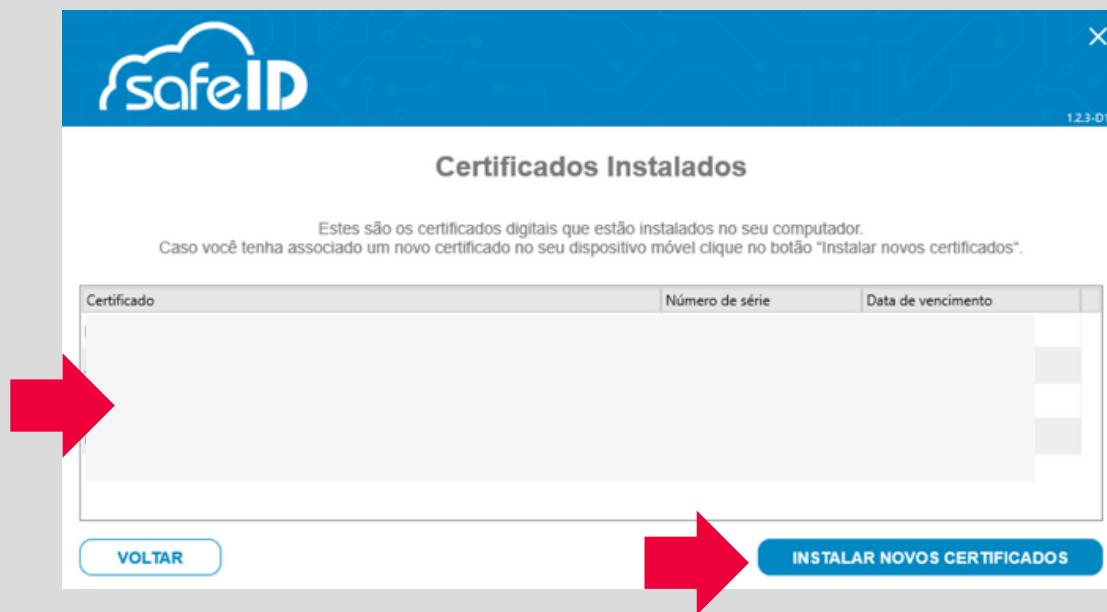 safeID
1.2.3-D1
Certificados Instalados
Estes são os certificados digitais que estão instalados no seu computador.
Caso você tenha associado um novo certificado no seu dispositivo móvel clique no botão "Instalar novos certificados".
Certificado Número de série Data de vencimento
VOLTAR INSTALAR NOVOS CERTIFICADOS